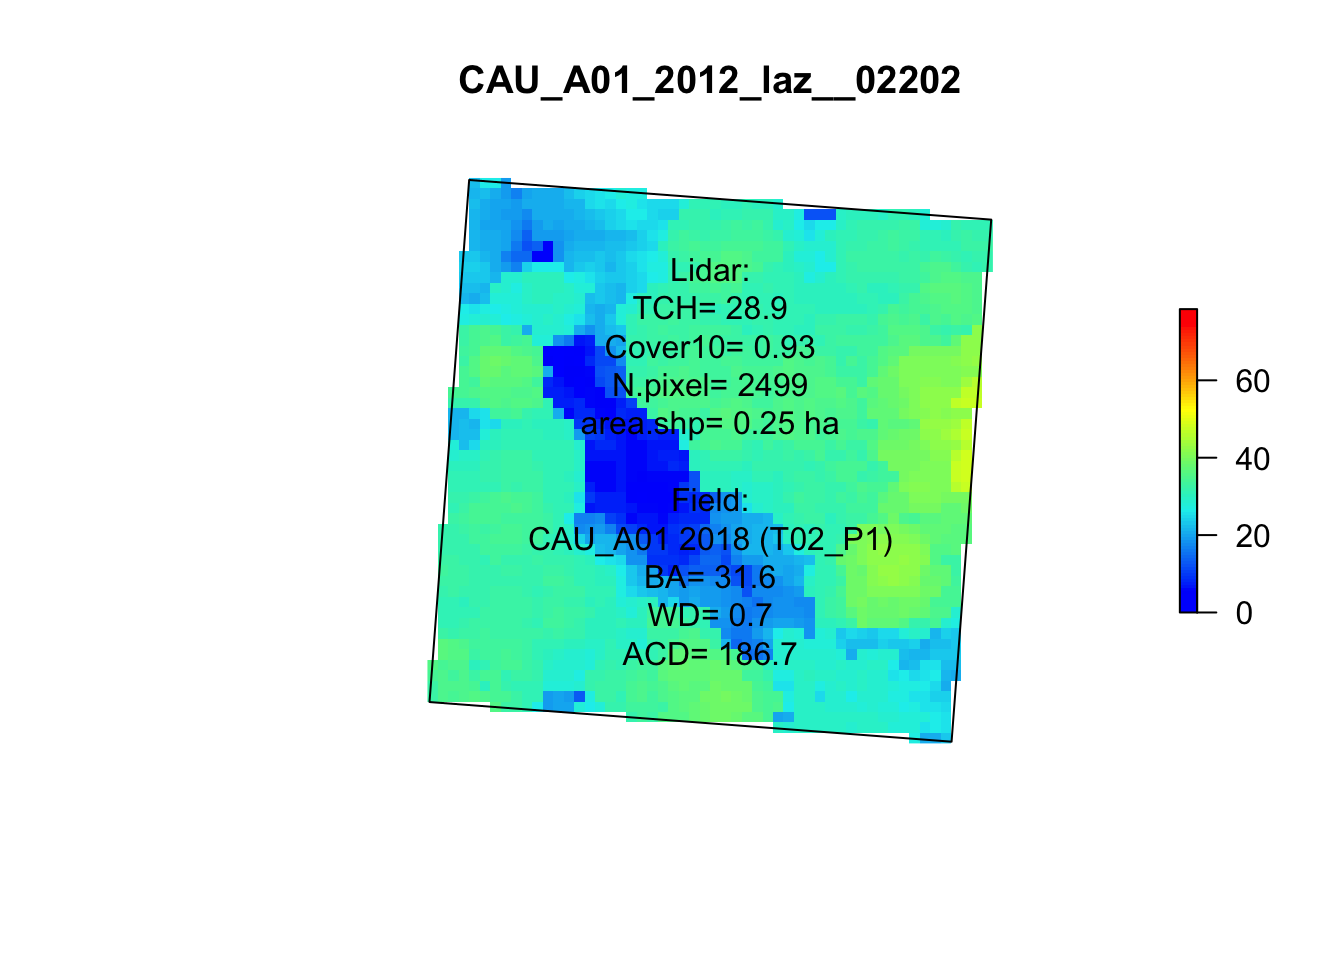 CAU_A01_2012_laz__02202
Lidar:
TCH= 28.9
Cover10= 0.93
N.pixel= 2499
area.shp= 0.25 ha
Field:
CAU_A01 2018 (T02_P1)
BA= 31.6
WD= 0.7
ACD= 186.7
60
40
20
0